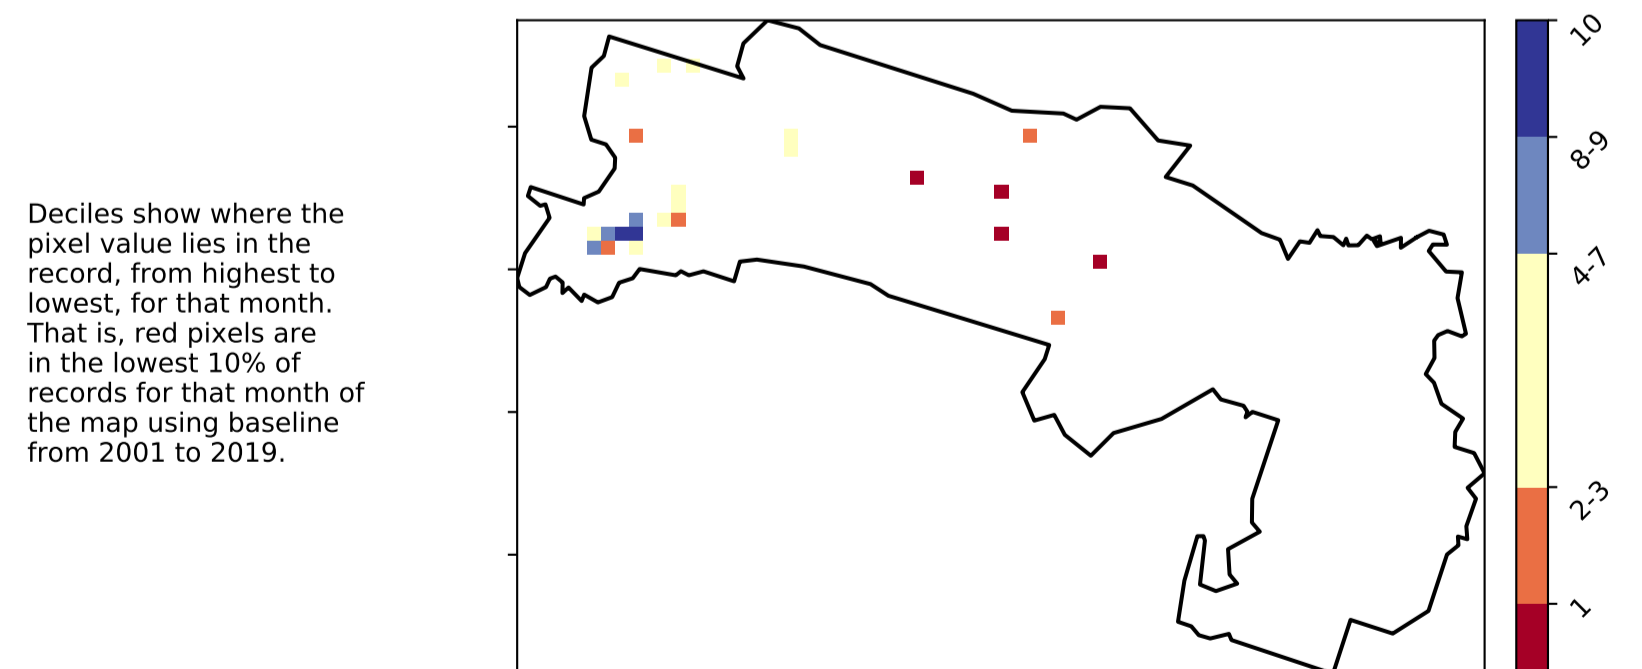 Deciles show where the
pixel value lies in the
record, from highest to
lowest, for that month.
That is, red pixels are
in the lowest 10% of
records for that month of
the map using baseline
from 2001 to 2019.
10
8-9
4-7
2-3
1